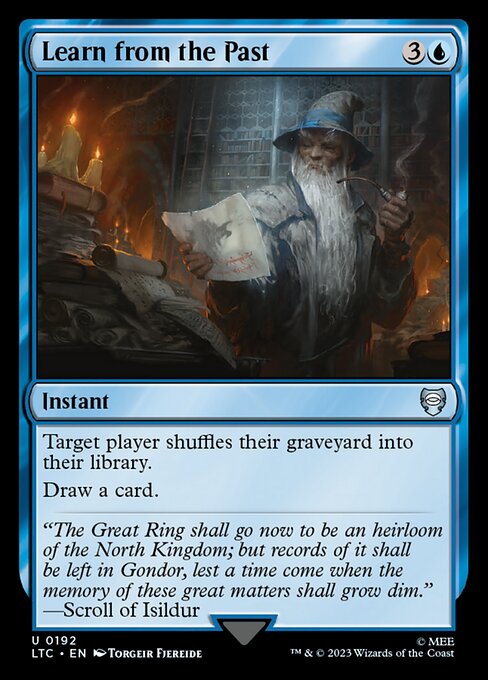 Learn from the Past 3
Instant
Target player shuffles their graveyard into
their library.
Draw a card.
“The Great Ring shall go now to be an heirloom
of the North Kingdom; but records of it shall
be left in Gondor, lest a time come when the
memory of these great matters shall grow dim.”
—Scroll of Isildur
U 0192
LTC • EN Torgeir Fjereide
© MEE
™ & © 2023 Wizards of the Coast